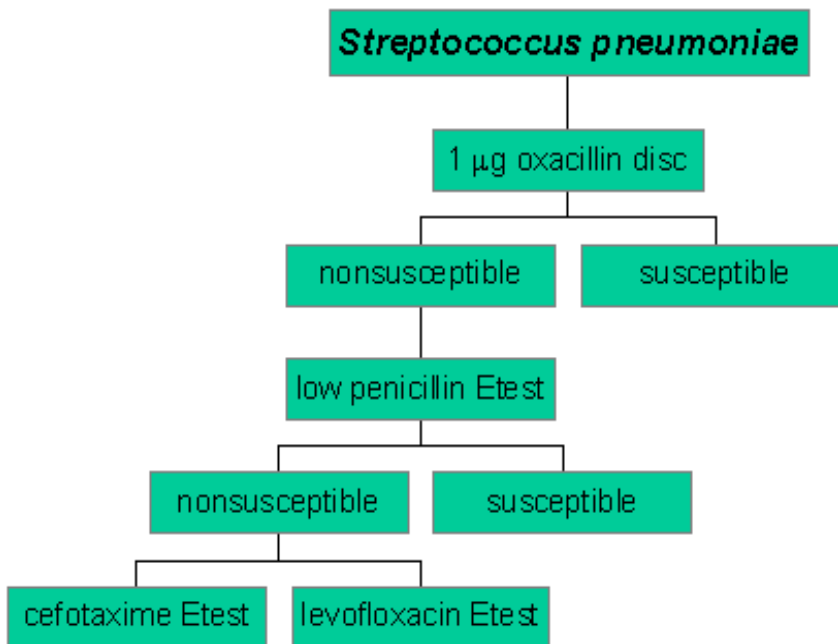 Streptococcus pneumoniae
1 μg oxacillin disc
nonsusceptible
susceptible
low penicillin Etest
nonsusceptible
susceptible
cefotaxime Etest
levofloxacin Etest